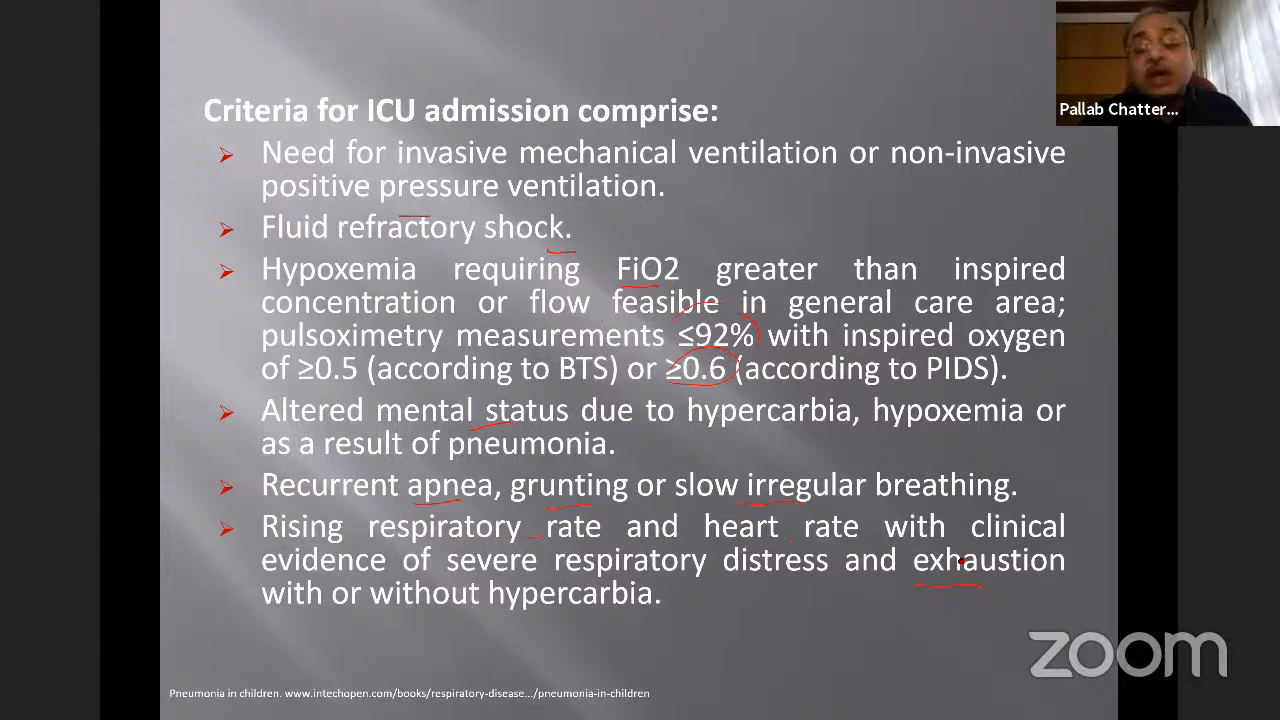 Criteria for ICU admission comprise:
Need for invasive mechanical ventilation or non-invasive
positive pressure ventilation.
Fluid refractory shock.
Hypoxemia requiring FiO2 greater than inspired
concentration or flow feasible in general care area;
pulsoximetry measurements ≤92% with inspired oxygen
of ≥0.5 (according to BTS) or ≥0.6 (according to PIDS).
Altered mental status due to hypercarbia, hypoxemia or
as a result of pneumonia.
Recurrent apnea, grunting or slow irregular breathing.
Rising respiratory rate and heart rate with clinical
evidence of severe respiratory distress and exhaustion
with or without hypercarbia.
Pneumonia in children. www.intechopen.com/books/respiratory-disease.../pneumonia-in-children
Pallab Chatter...
zoom